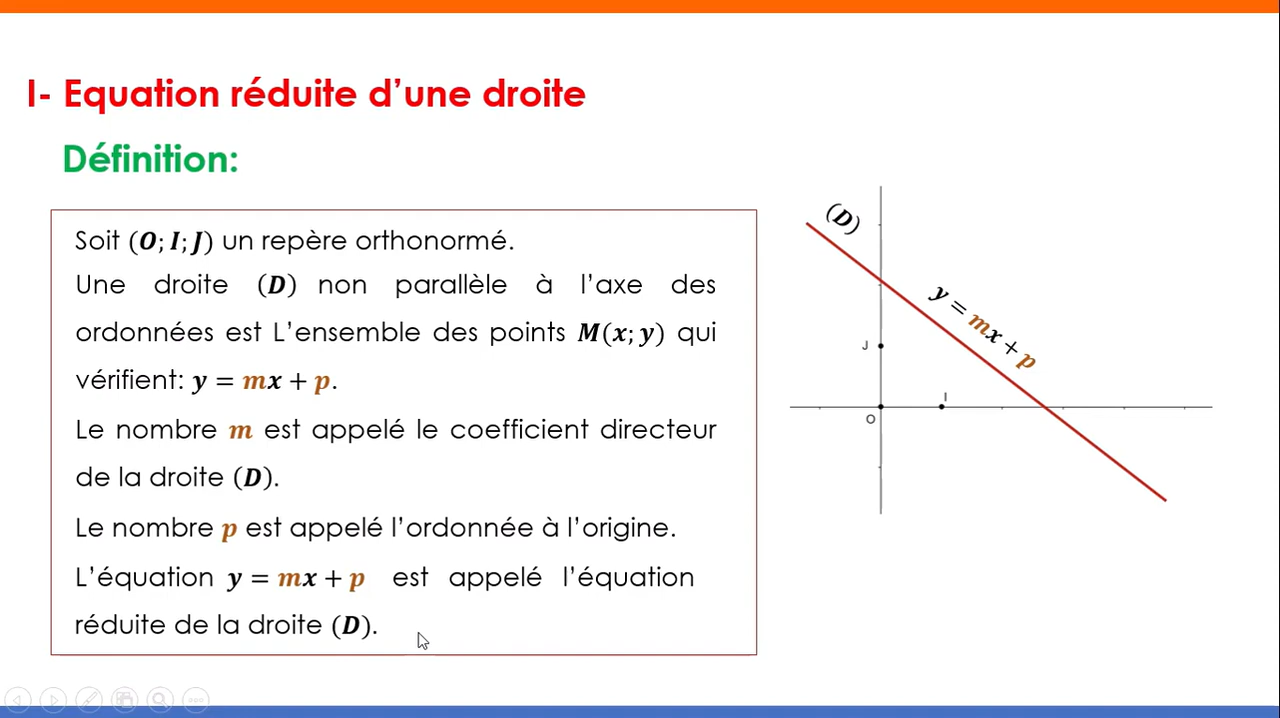 I- Equation réduite d’une droite
Définition:
Soit (O; I; J) un repère orthonormé.
Une droite (D) non parallèle à l’axe des
ordonnées est L’ensemble des points M(x; y) qui
vérifient: y = mx + p.
Le nombre m est appelé le coefficient directeur
de la droite (D).
Le nombre p est appelé l’ordonnée à l’origine.
L’équation y = mx + p est appelé l’équation
réduite de la droite (D).
(D)
y = mx + p
J
I
O